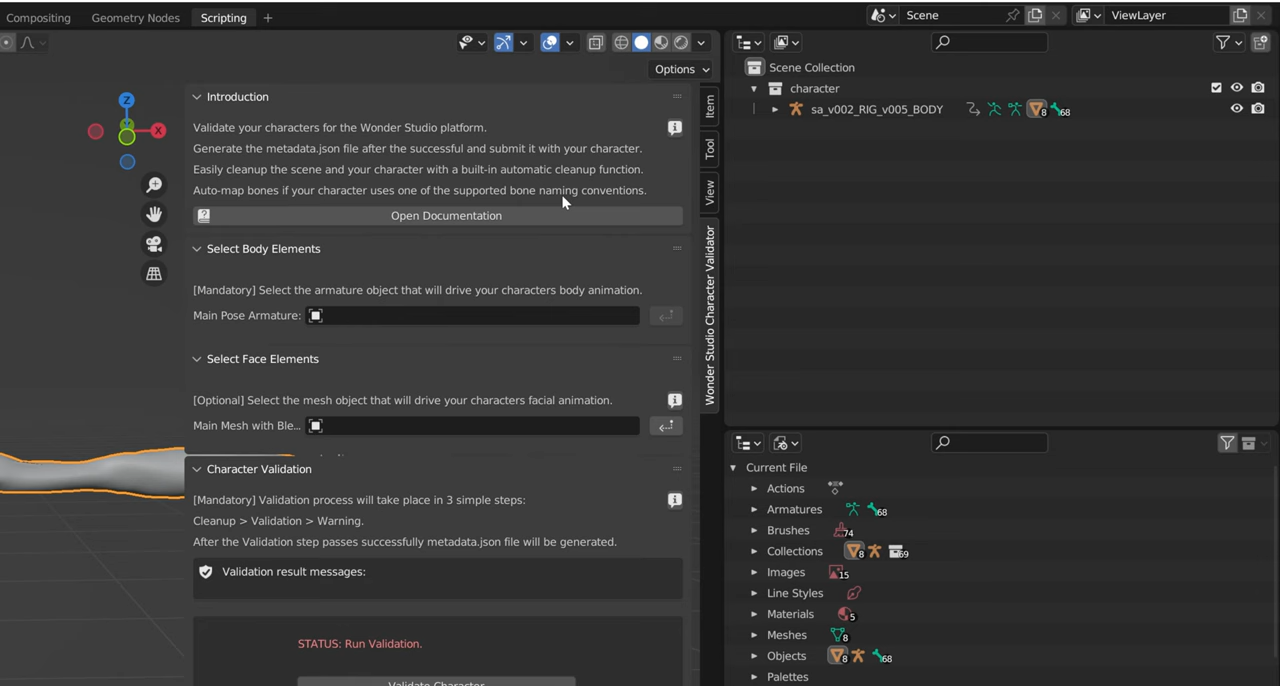 Compositing
Geometry Nodes
Scripting
Scene
ViewLayer
Options
Introduction
Validate your characters for the Wonder Studio platform.
Generate the metadata.json file after the successful and submit it with your character.
Easily cleanup the scene and your character with a built-in automatic cleanup function.
Auto-map bones if your character uses one of the supported bone naming conventions.
Open Documentation
Select Body Elements
[Mandatory] Select the armature object that will drive your characters body animation.
Main Pose Armature:
Select Face Elements
[Optional] Select the mesh object that will drive your characters facial animation.
Main Mesh with Ble...
Character Validation
[Mandatory] Validation process will take place in 3 simple steps:
Cleanup > Validation > Warning.
After the Validation step passes successfully metadata.json file will be generated.
Validation result messages:
STATUS: Run Validation.
Validate Character
Z
X
Item
Tool
View
Wonder Studio Character Validator
Scene Collection
character
sa_v002_RIG_v005_BODY 8 68
Current File
Actions
Armatures 68
Brushes 74
Collections 8 69
Images 15
Line Styles
Materials 5
Meshes 8
Objects 8 68
Palettes